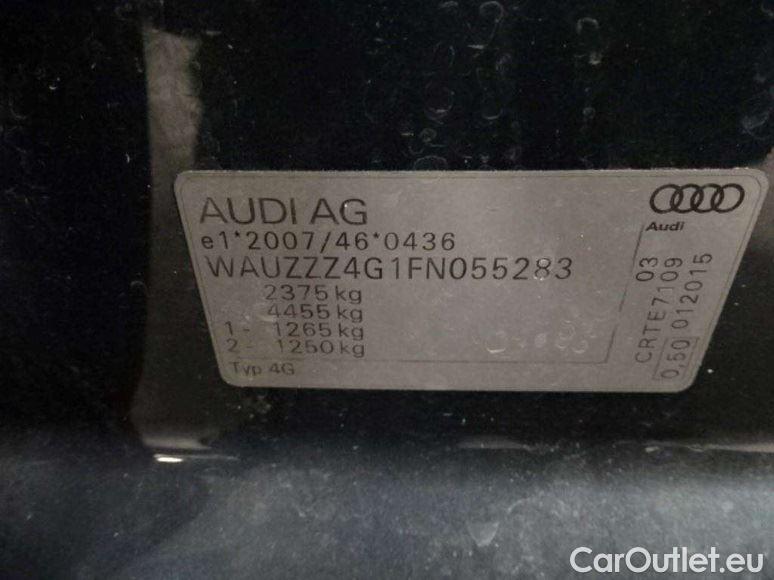 AUDI AG
e1*2007/46*0436
WAUZZZ4G1FN055283
2375 kg
4455 kg
1 - 1265 kg
2 - 1250 kg
Typ 4G
Audi
CRTE7109 03
0,50 012015
CarOutlet.eu